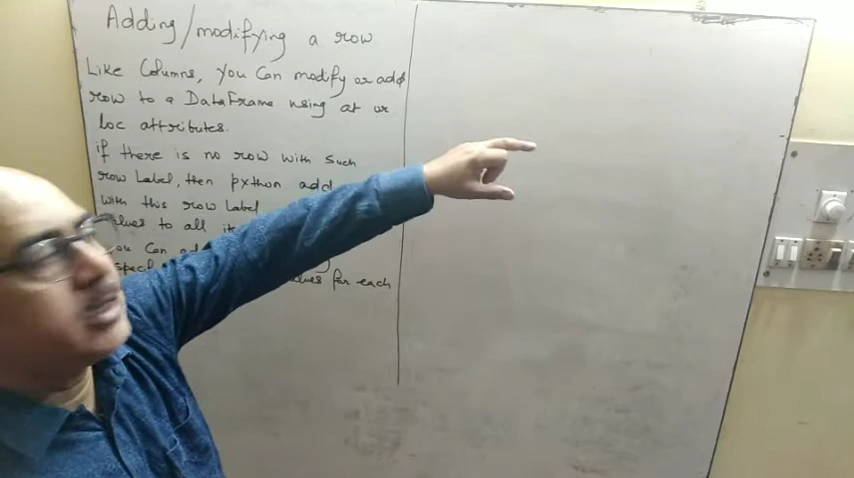 Adding/modifying a row
Like Columns, you can modify or add
row to a DataFrame using at or
loc attributes.
if there is no row with such
row label, then python add
with this row label
values to all it
you can
speci values for each